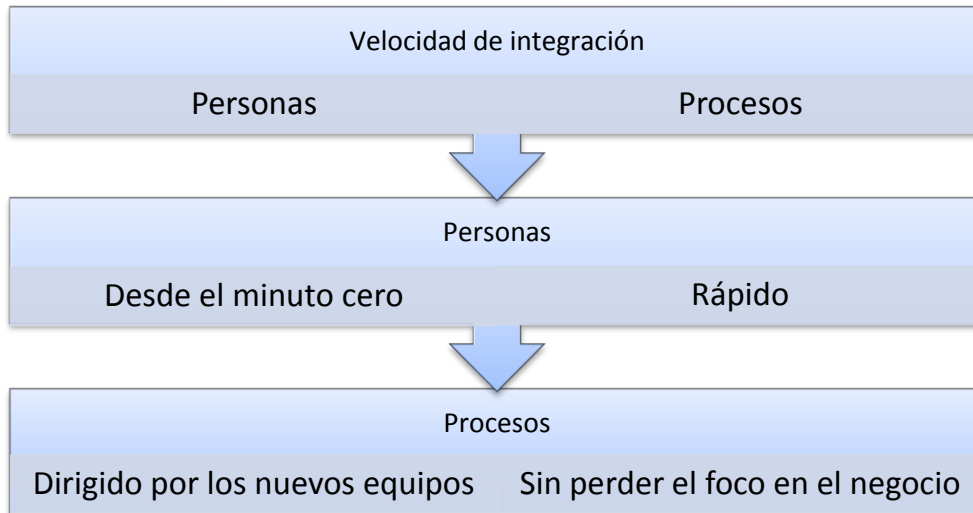 Velocidad de integración
Personas Procesos
Personas
Desde el minuto cero Rápido
Procesos
Dirigido por los nuevos equipos Sin perder el foco en el negocio